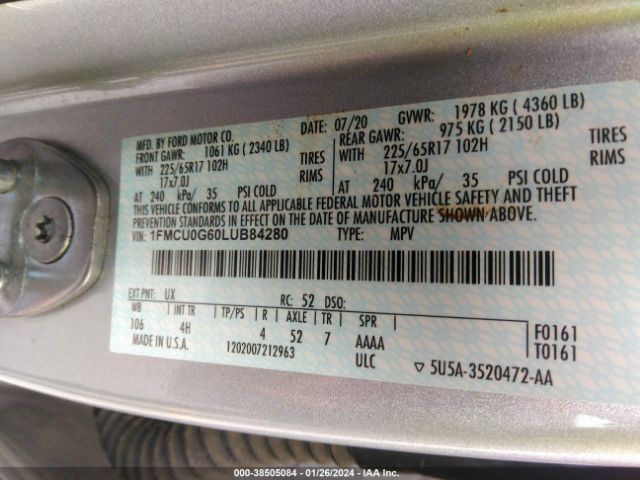 MFD. BY FORD MOTOR CO.
DATE: 07/20 GVWR: 1978 KG ( 4360 LB)
FRONT GAWR: 1061 KG ( 2340 LB) REAR GAWR: 975 KG ( 2150 LB)
WITH 225/65R17 102H TIRES WITH 225/65R17 102H TIRES
17x7.0J RIMS 17x7.0J RIMS
AT 240 kPa/ 35 PSI COLD AT 240 kPa/ 35 PSI COLD
THIS VEHICLE CONFORMS TO ALL APPLICABLE FEDERAL MOTOR VEHICLE SAFETY AND THEFT
PREVENTION STANDARDS IN EFFECT ON THE DATE OF MANUFACTURE SHOWN ABOVE.
VIN: 1FMCU0G60LUB84280 TYPE: MPV
EXT PNT: UX RC: 52 DSO:
WB INT TR TP/PS R AXLE TR SPR
106 4H 4 52 7 AAAA F0161
MADE IN U.S.A. 1202007212963 ULC T0161
▽ 5U5A-3520472-AA
000-38505084 - 01/26/2024 - IAA Inc.